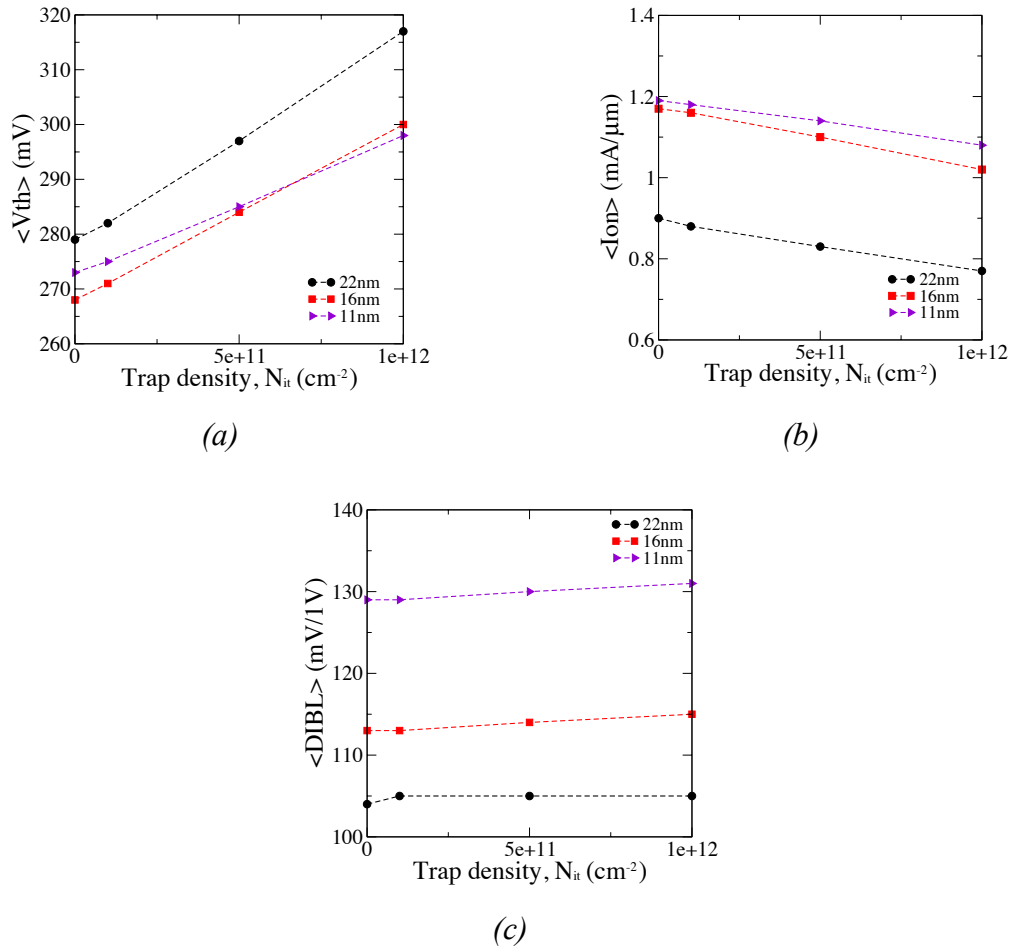 320
310
300
290
280
270
260
<Vth> (mV)
22nm
16nm
11nm
0
5e+11
1e+12
Trap density, Nit (cm-2)
(a)
1.4
1.2
1
0.8
0.6
<Ion> (mA/μm)
22nm
16nm
11nm
0
5e+11
1e+12
Trap density, Nit (cm-2)
(b)
140
130
120
110
100
<DIBL> (mV/1V)
22nm
16nm
11nm
0
5e+11
1e+12
Trap density, Nit (cm-2)
(c)